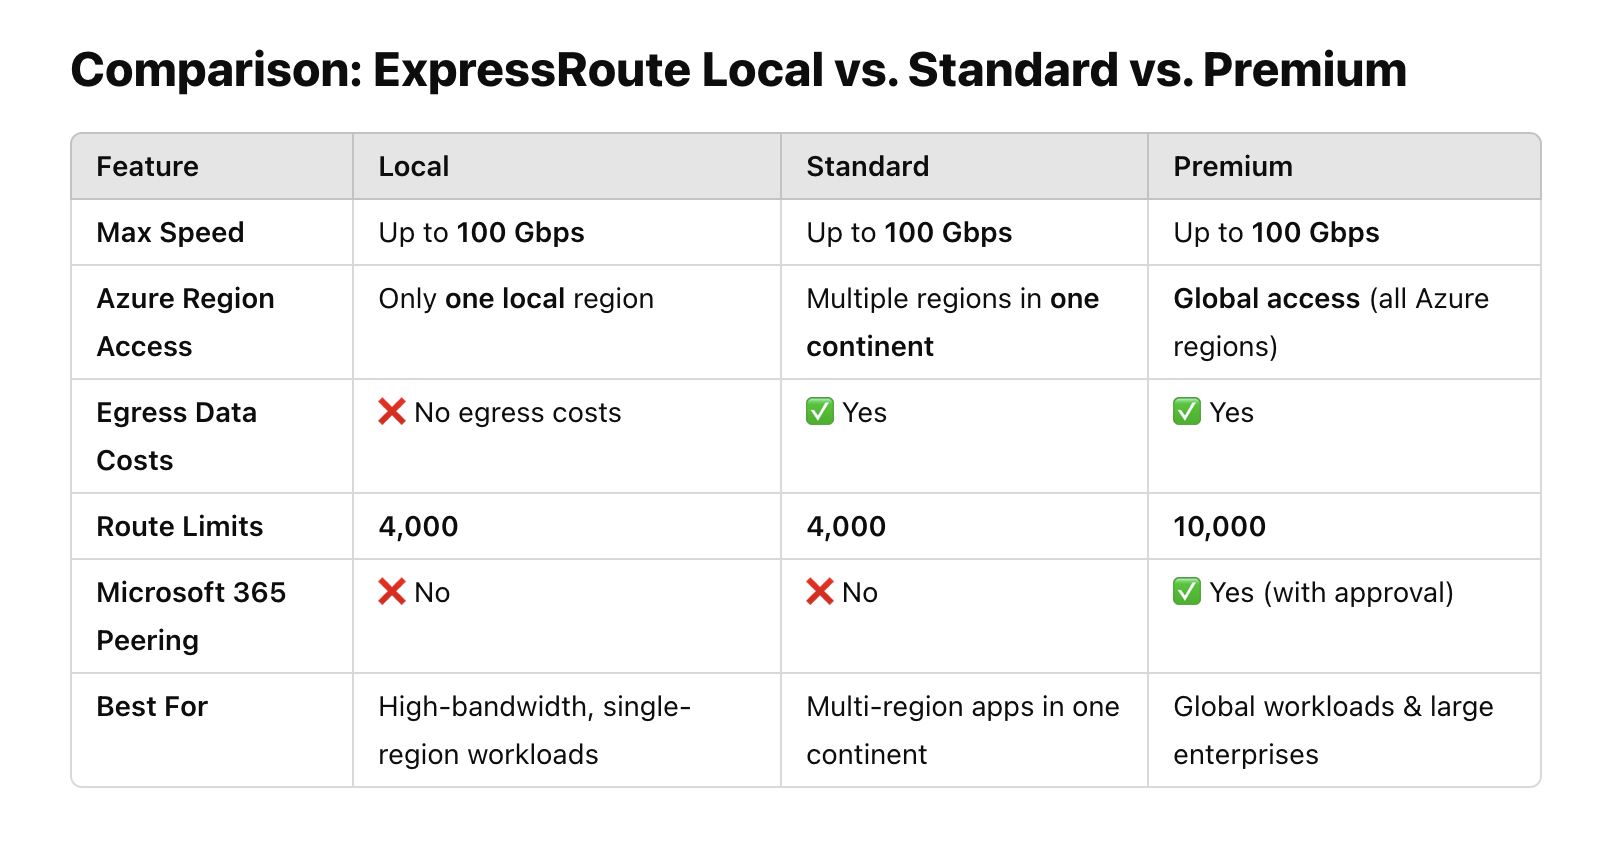 Comparison: ExpressRoute Local vs. Standard vs. Premium
Feature Local Standard Premium
Max Speed Up to 100 Gbps Up to 100 Gbps Up to 100 Gbps
Azure Region Only one local region Multiple regions in one Global access (all Azure
Access continent regions)
Egress Data ❌ No egress costs ✅ Yes ✅ Yes
Costs
Route Limits 4,000 4,000 10,000
Microsoft 365 ❌ No ❌ No ✅ Yes (with approval)
Peering
Best For High-bandwidth, single- Multi-region apps in one Global workloads & large
region workloads continent enterprises